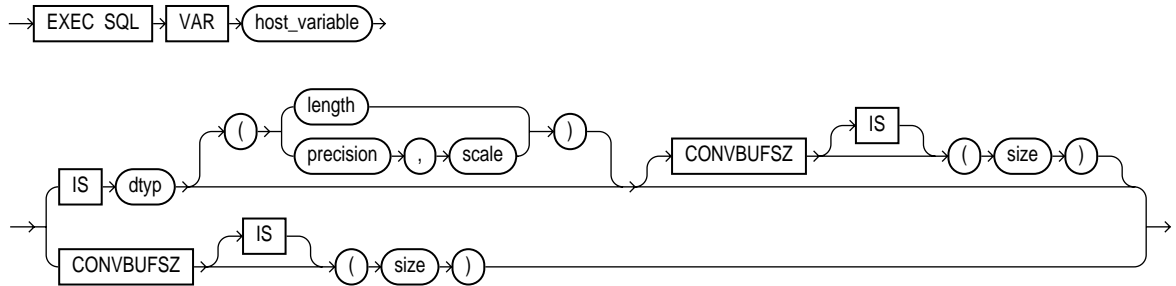 EXEC SQL VAR host_variable
length
( precision , scale )
IS
CONVBUFSZ ( size )
IS dtyp
IS
CONVBUFSZ ( size )